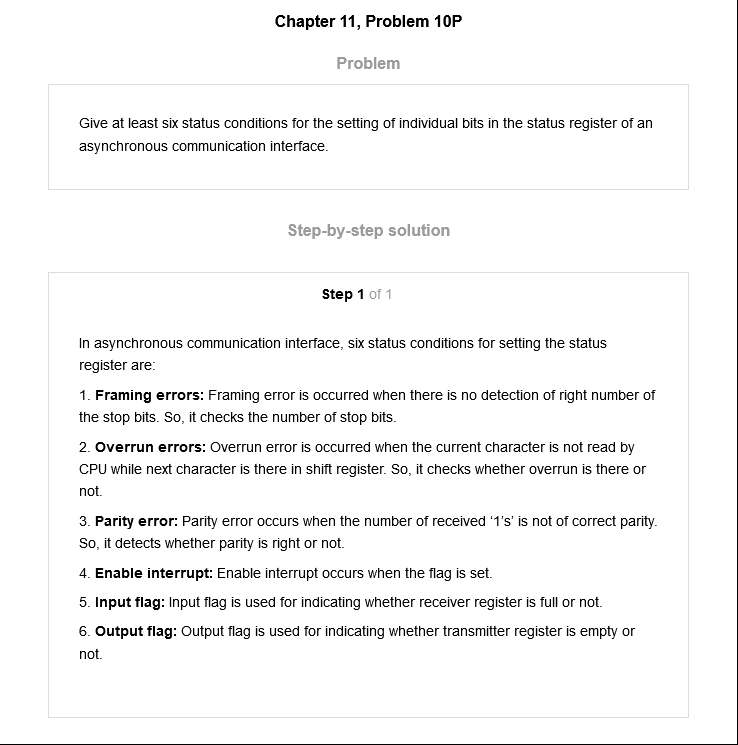 Chapter 11, Problem 10P
Problem
Give at least six status conditions for the setting of individual bits in the status register of an
asynchronous communication interface.
Step-by-step solution
Step 1 of 1
In asynchronous communication interface, six status conditions for setting the status
register are:
1. Framing errors: Framing error is occurred when there is no detection of right number of
the stop bits. So, it checks the number of stop bits.
2. Overrun errors: Overrun error is occurred when the current character is not read by
CPU while next character is there in shift register. So, it checks whether overrun is there or
not.
3. Parity error: Parity error occurs when the number of received ‘1’s’ is not of correct parity.
So, it detects whether parity is right or not.
4. Enable interrupt: Enable interrupt occurs when the flag is set.
5. Input flag: Input flag is used for indicating whether receiver register is full or not.
6. Output flag: Output flag is used for indicating whether transmitter register is empty or
not.